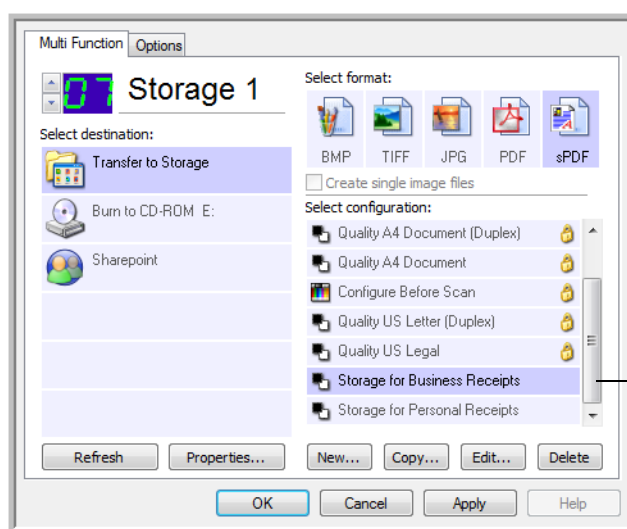 Multi Function Options
07 Storage 1
Select destination:
Transfer to Storage
Burn to CD-ROM E:
Sharepoint
Refresh Properties...
Select format:
BMP TIFF JPG PDF sPDF
Create single image files
Select configuration:
Quality A4 Document (Duplex)
Quality A4 Document
Configure Before Scan
Quality US Letter (Duplex)
Quality US Legal
Storage for Business Receipts
Storage for Personal Receipts
New... Copy... Edit... Delete
OK Cancel Apply Help